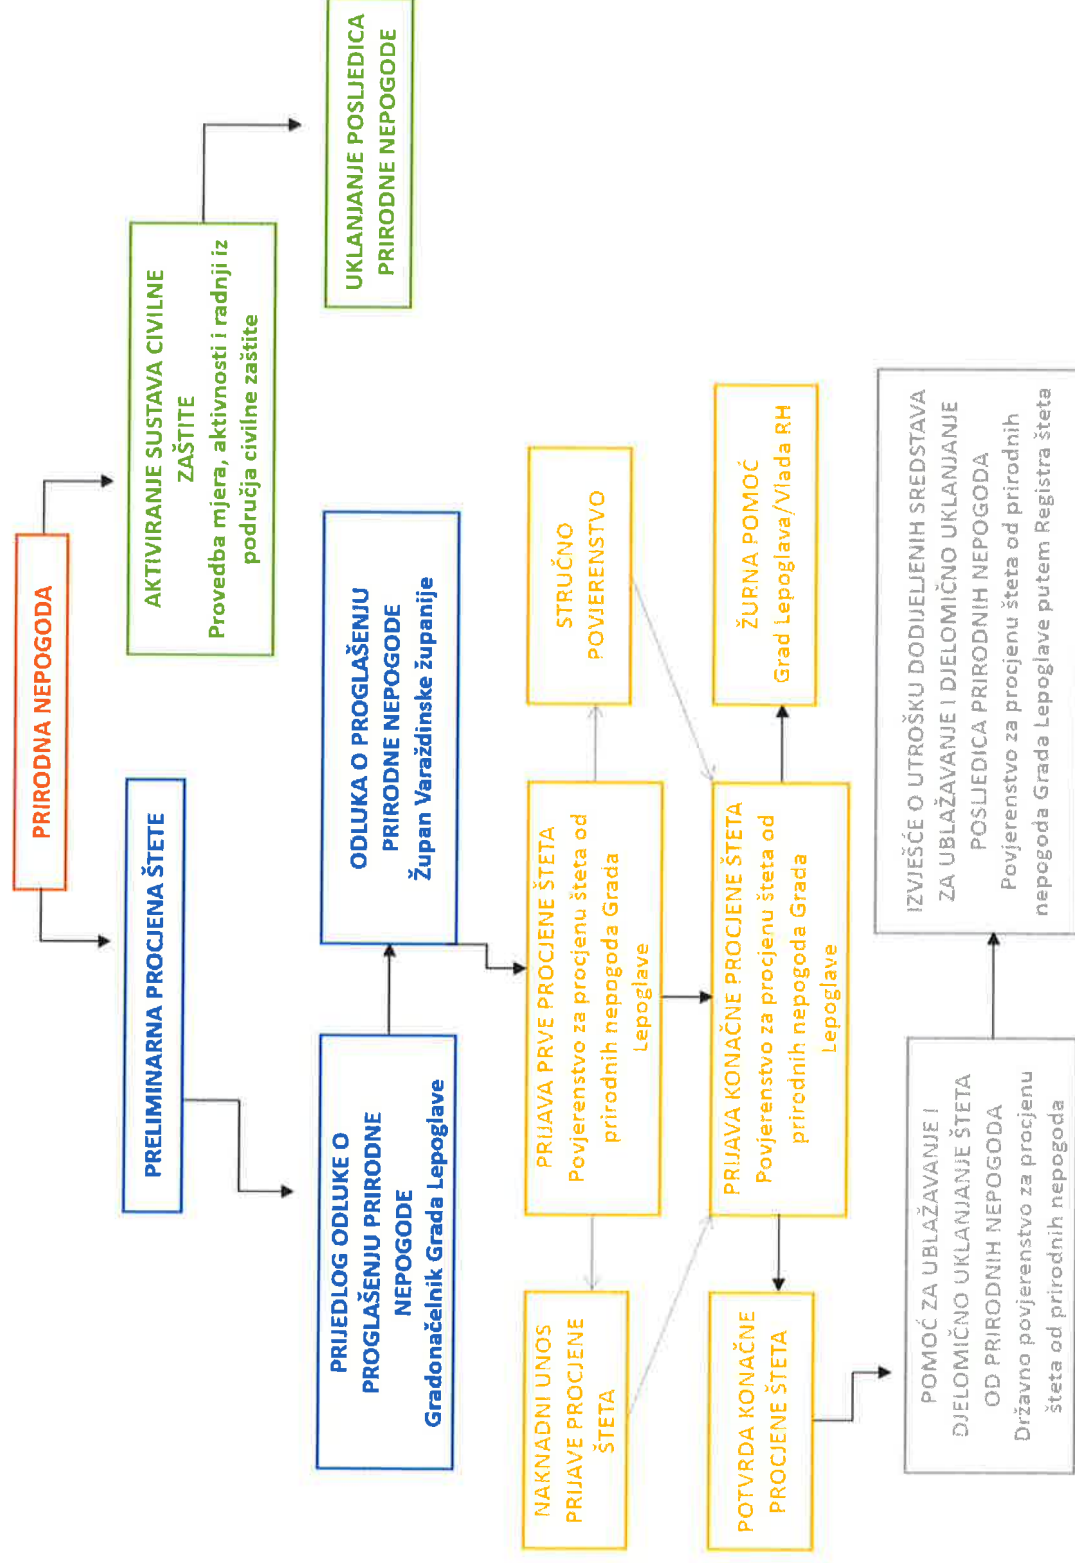 PRIRODNA NEPOGODA
PRELIMINARNA PROCJENA ŠTETE
AKTIVIRANJE SUSTAVA CIVILNE
ZAŠTITE
Provedba mjera, aktivnosti i radnji iz
područja civilne zaštite
PRIJEDLOG ODLUKE O
PROGLAŠENJU PRIRODNE
NEPOGODE
Gradonačelnik Grada Lepoglave
ODLUKA O PROGLAŠENJU
PRIRODNE NEPOGODE
Župan Varaždinske županije
UKLANJANJE POSLJEDICA
PRIRODNE NEPOGODE
NAKNADNI UNOS
PRIJAVE PROCJENE
ŠTETA
PRIJAVA PRVE PROCJENE ŠTETA
Povjerenstvo za procjenu šteta od
prirodnih nepogoda Grada
Lepoglave
STRUČNO
POVJERENSTVO
POTVRDA KONAČNE
PROCJENE ŠTETA
PRIJAVA KONAČNE PROCJENE ŠTETA
Povjerenstvo za procjenu šteta od
prirodnih nepogoda Grada
Lepoglave
ŽURNA POMOĆ
Grad Lepoglava/Vlada RH
POMOĆ ZA UBLAŽAVANJE I
DJELOMIČNO UKLANJANJE ŠTETA
OD PRIRODNIH NEPOGODA
Državno povjerenstvo za procjenu
šteta od prirodnih nepogoda
IZVJEŠĆE O UTROŠKU DODIJELJENIH SREDSTAVA
ZA UBLAŽAVANJE I DJELOMIČNO UKLANJANJE
POSLJEDICA PRIRODNIH NEPOGODA
Povjerenstvo za procjenu šteta od prirodnih
nepogoda Grada Lepoglave putem Registra šteta